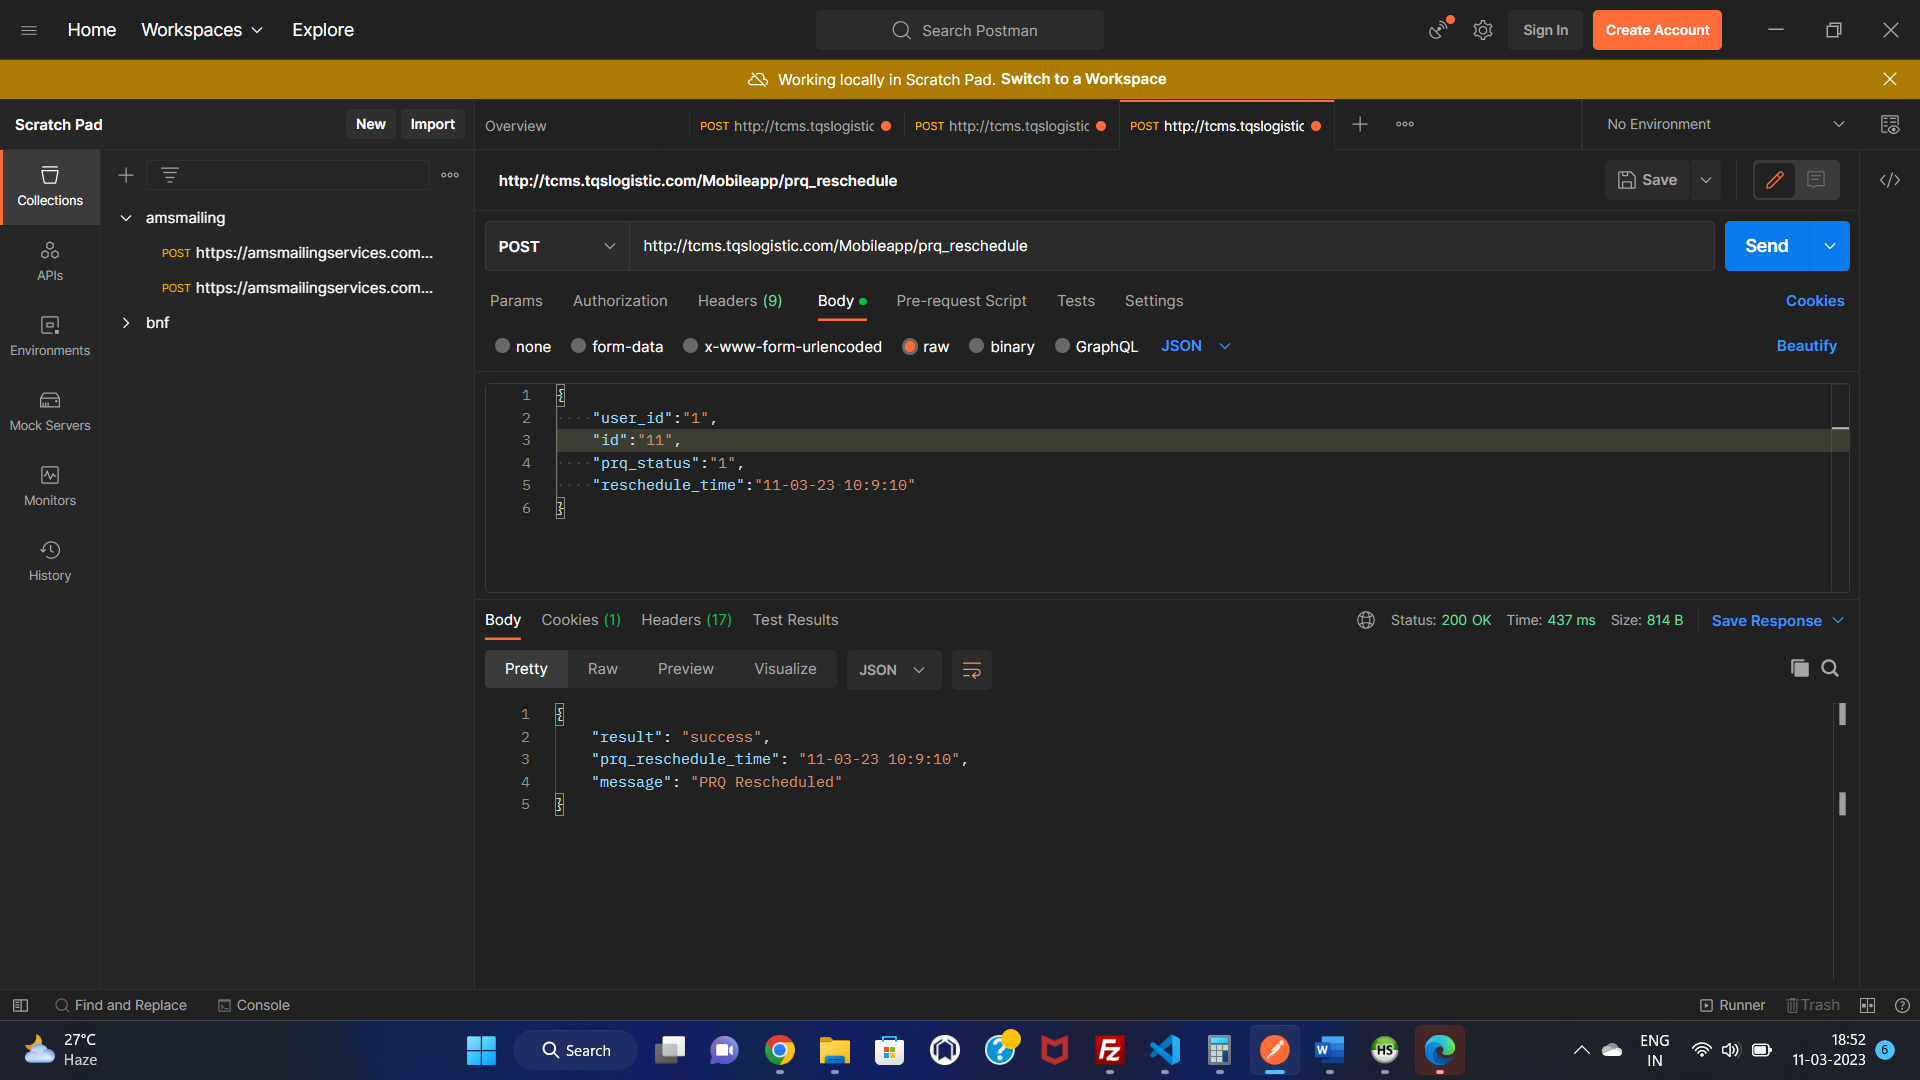 Home
Workspaces
Explore
Search Postman
Sign In
Create Account
Working locally in Scratch Pad. Switch to a Workspace
Scratch Pad
New
Import
Overview
POST http://tcms.tqslogistic
POST http://tcms.tqslogistic
POST http://tcms.tqslogistic
No Environment
Collections
APIs
Environments
Mock Servers
Monitors
History
amsmailing
POST https://amsmailingservices.com...
POST https://amsmailingservices.com...
bnf
http://tcms.tqslogistic.com/Mobileapp/prq_reschedule
Save
POST
http://tcms.tqslogistic.com/Mobileapp/prq_reschedule
Send
Params
Authorization
Headers (9)
Body
Pre-request Script
Tests
Settings
Cookies
none
form-data
x-www-form-urlencoded
raw
binary
GraphQL
JSON
Beautify
1 {
2 "user_id":"1",
3 "id":"11",
4 "prq_status":"1",
5 "reschedule_time":"11-03-23 10:9:10"
6 }
Body
Cookies (1)
Headers (17)
Test Results
Status: 200 OK
Time: 437 ms
Size: 814 B
Save Response
Pretty
Raw
Preview
Visualize
JSON
1 {
2 "result": "success",
3 "prq_reschedule_time": "11-03-23 10:9:10",
4 "message": "PRQ Rescheduled"
5 }
Find and Replace
Console
Runner
Trash
27°C
Haze
Search
Fz
W
HS
ENG
IN
18:52
11-03-2023
6